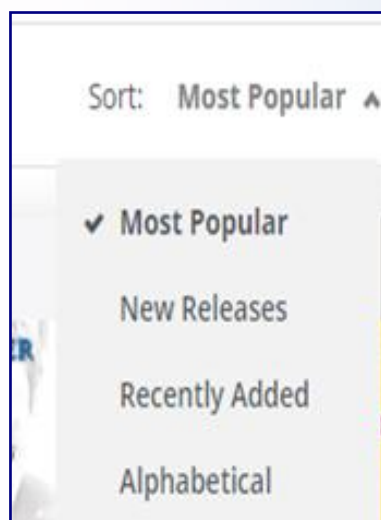 Sort: Most Popular
Most Popular
New Releases
Recently Added
Alphabetical